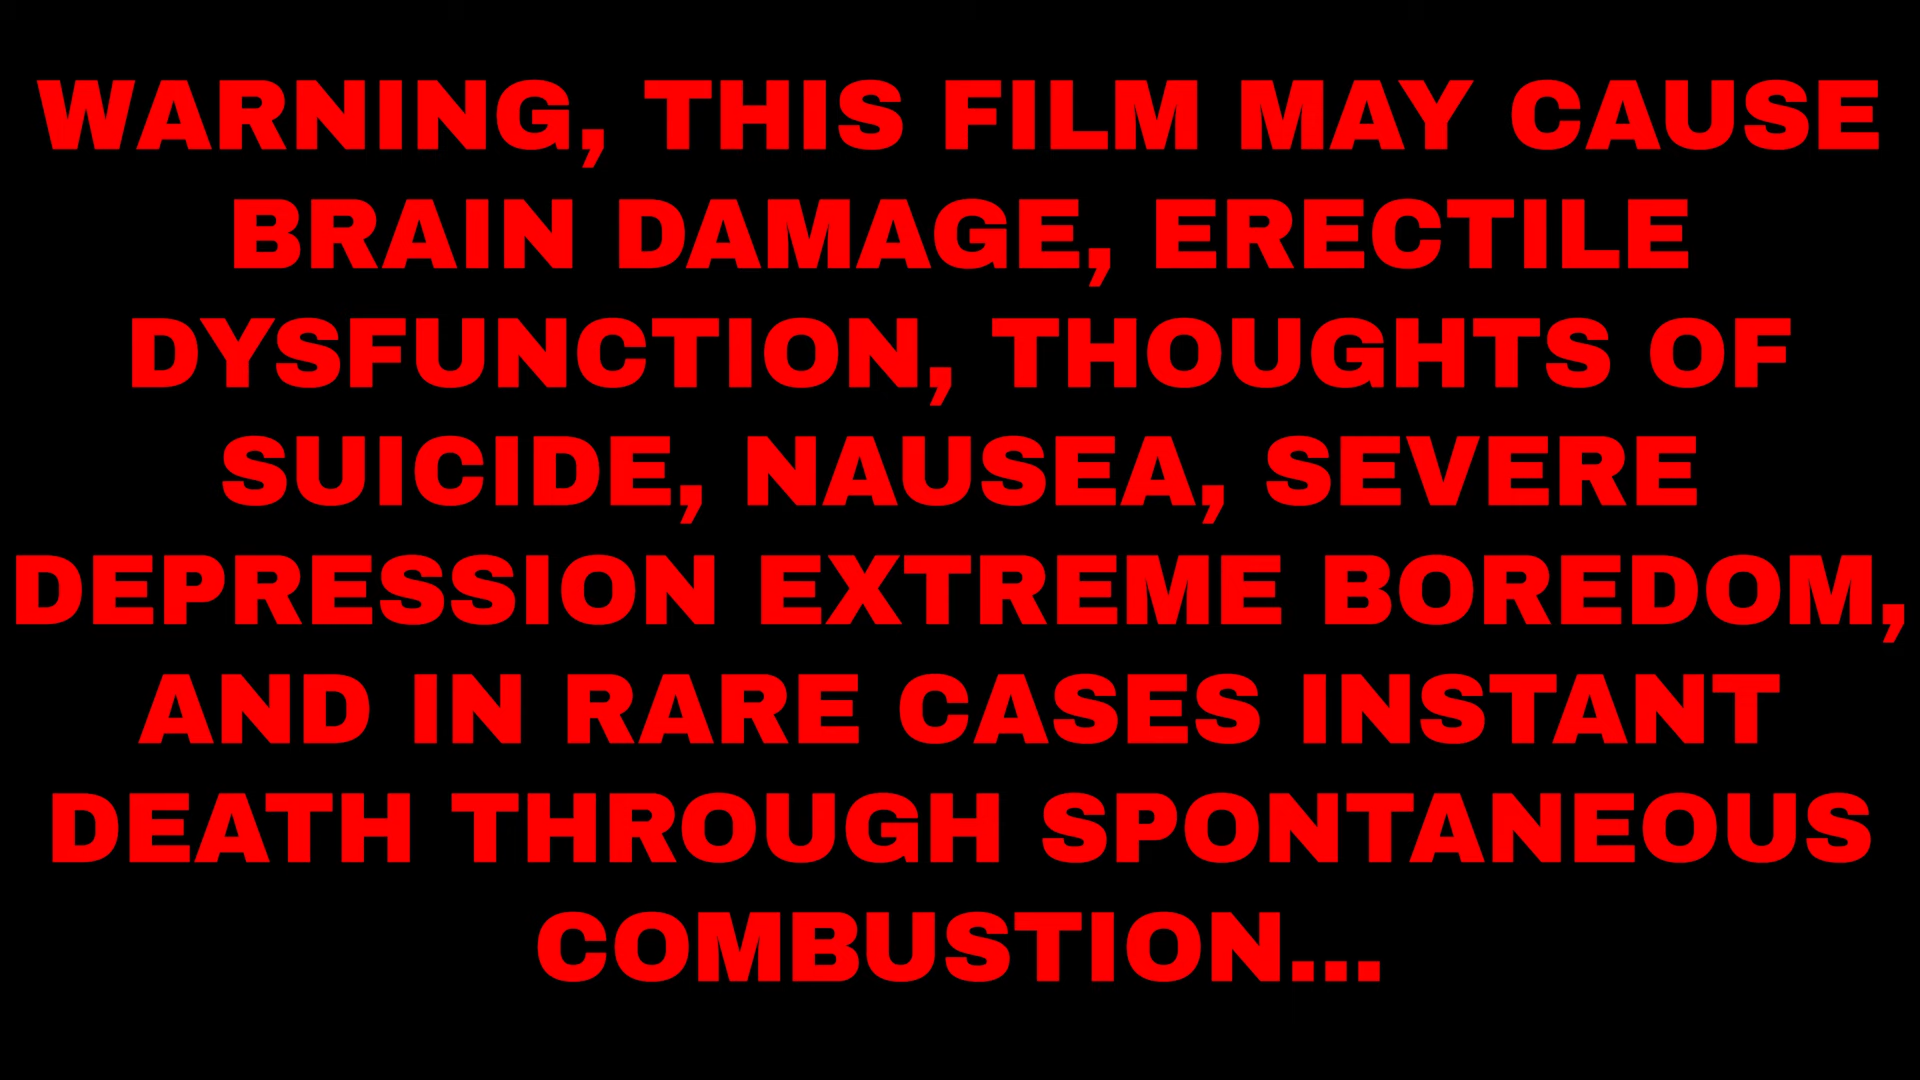 WARNING, THIS FILM MAY CAUSE
BRAIN DAMAGE, ERECTILE
DYSFUNCTION, THOUGHTS OF
SUICIDE, NAUSEA, SEVERE
DEPRESSION EXTREME BOREDOM,
AND IN RARE CASES INSTANT
DEATH THROUGH SPONTANEOUS
COMBUSTION...